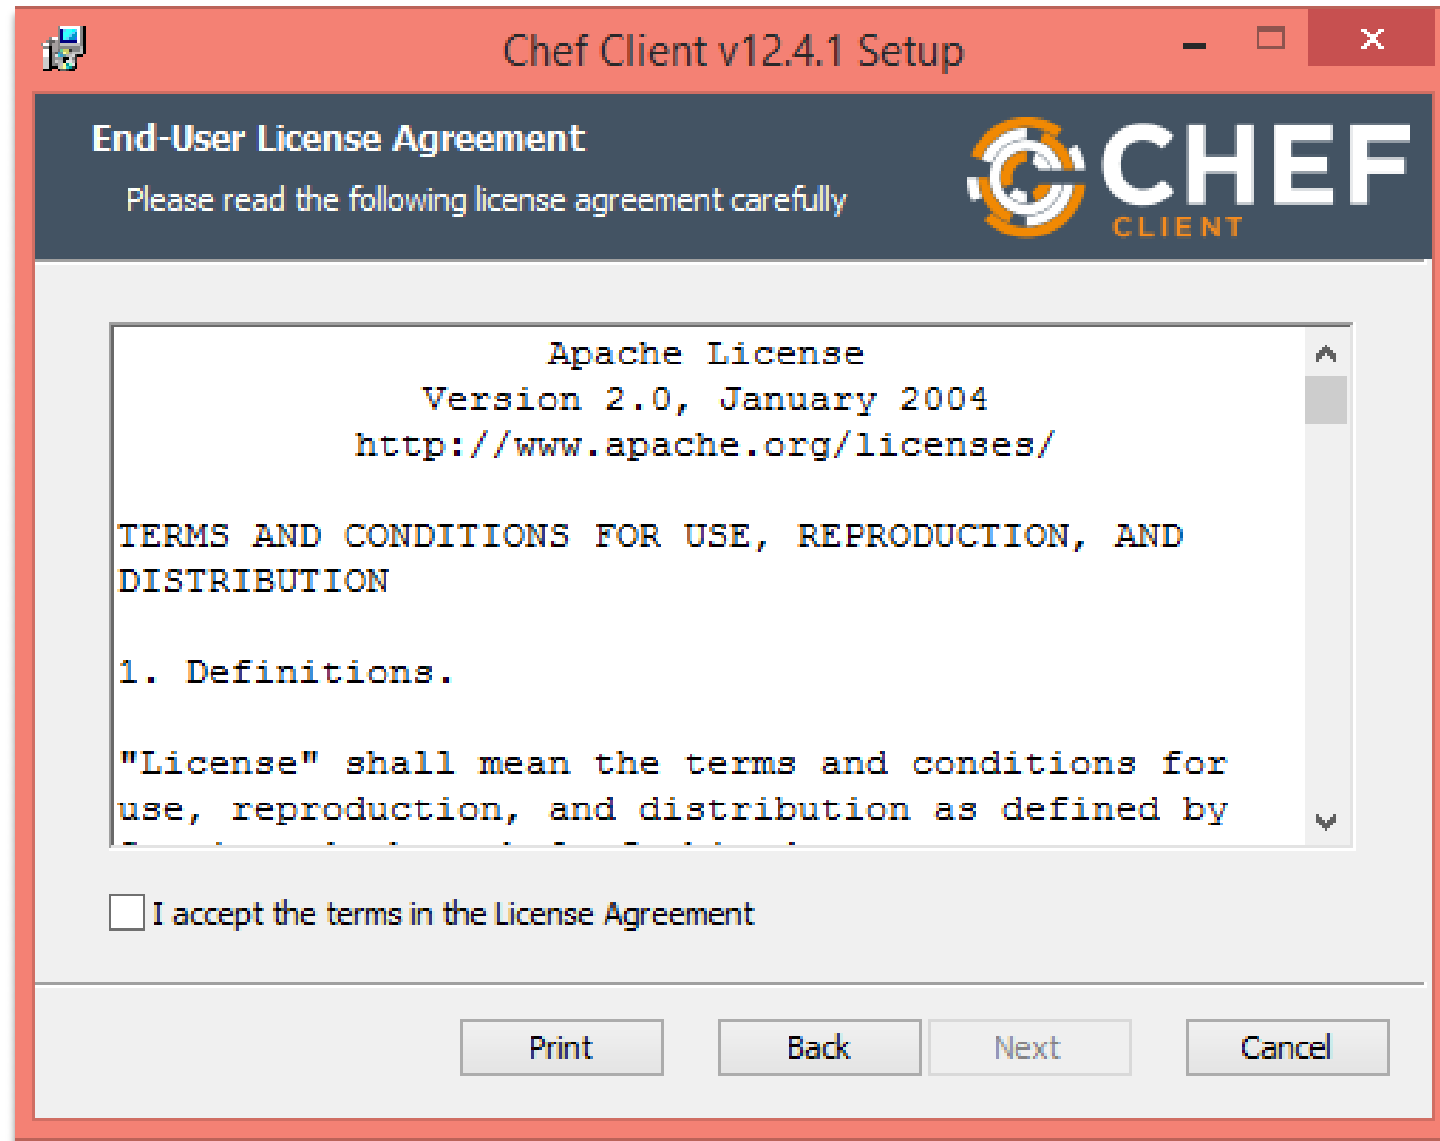 Chef Client v12.4.1 Setup
End-User License Agreement
Please read the following license agreement carefully
CHEF
CLIENT
Apache License
Version 2.0, January 2004
http://www.apache.org/licenses/
TERMS AND CONDITIONS FOR USE, REPRODUCTION, AND
DISTRIBUTION
1. Definitions.
"License" shall mean the terms and conditions for
use, reproduction, and distribution as defined by
I accept the terms in the License Agreement
Print
Back
Next
Cancel